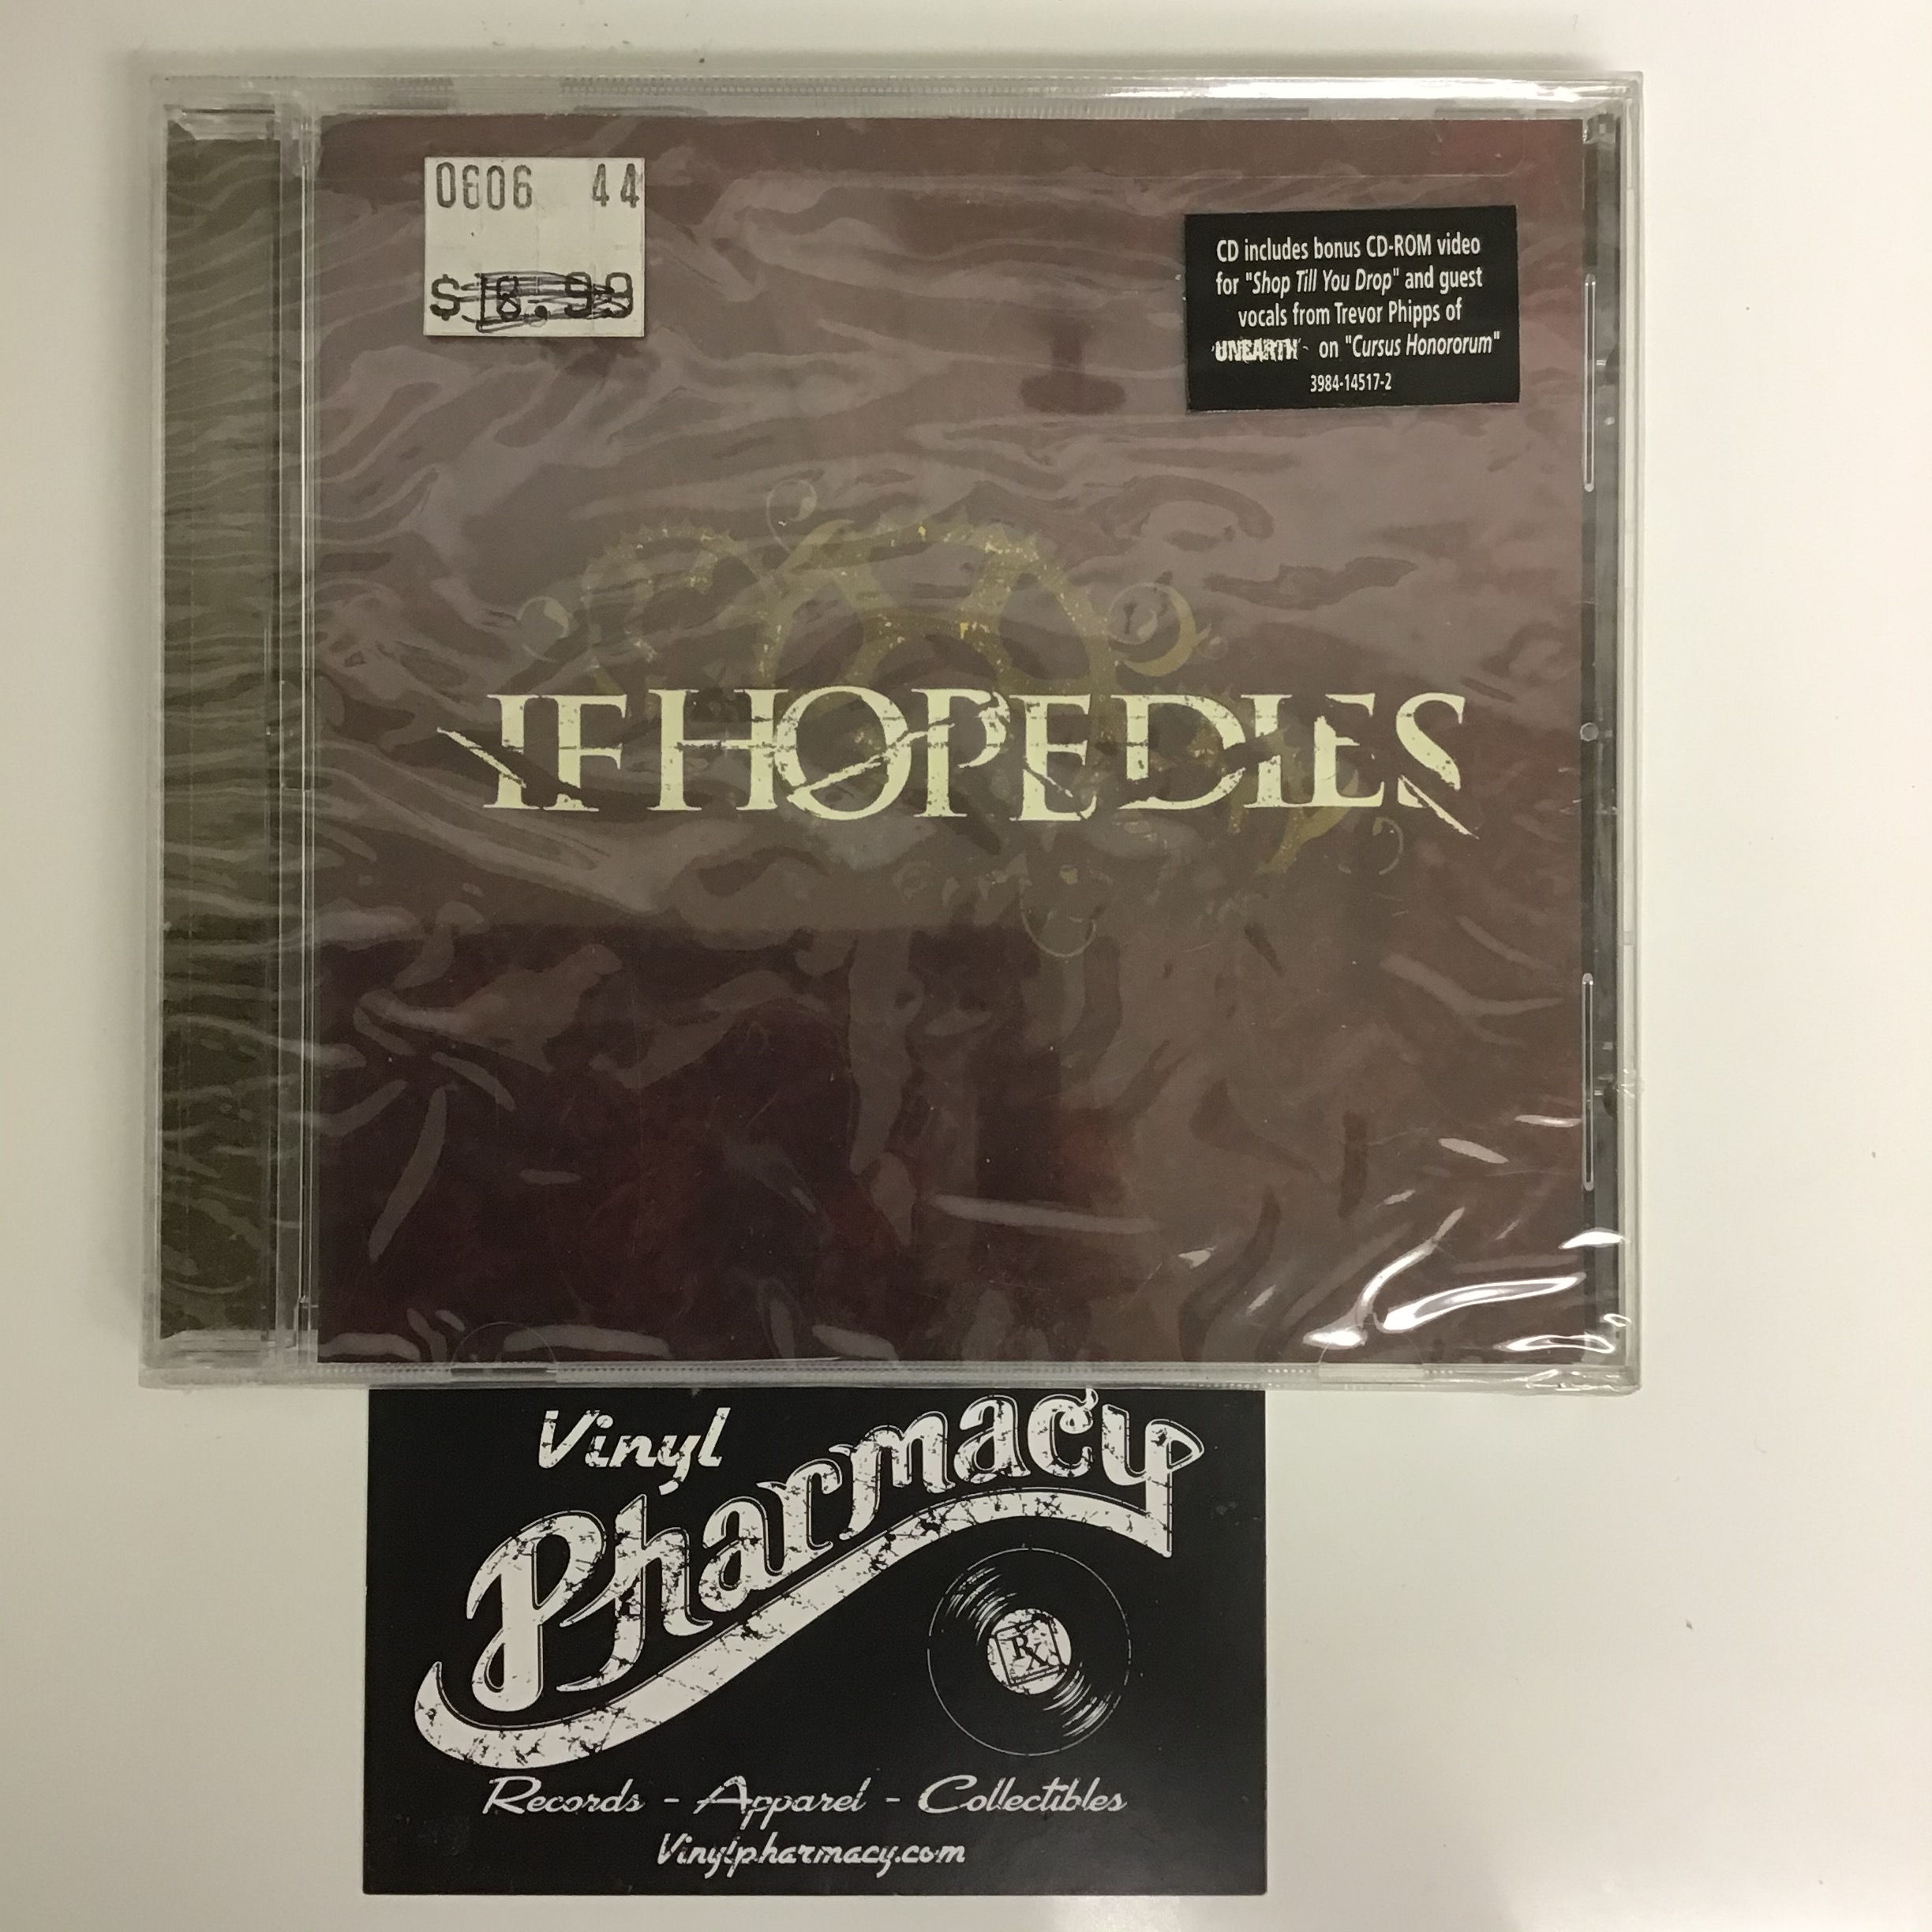 0606 44
$18.99
CD includes bonus CD-ROM video
for "Shop Till You Drop" and guest
vocals from Trevor Phipps of
UNEARTH on "Cursus Honororum"
3984-14517-2
IF HOPE DIES
Vinyl
Pharmacy
RX
Records - Apparel - Collectibles
Vinylpharmacy.com